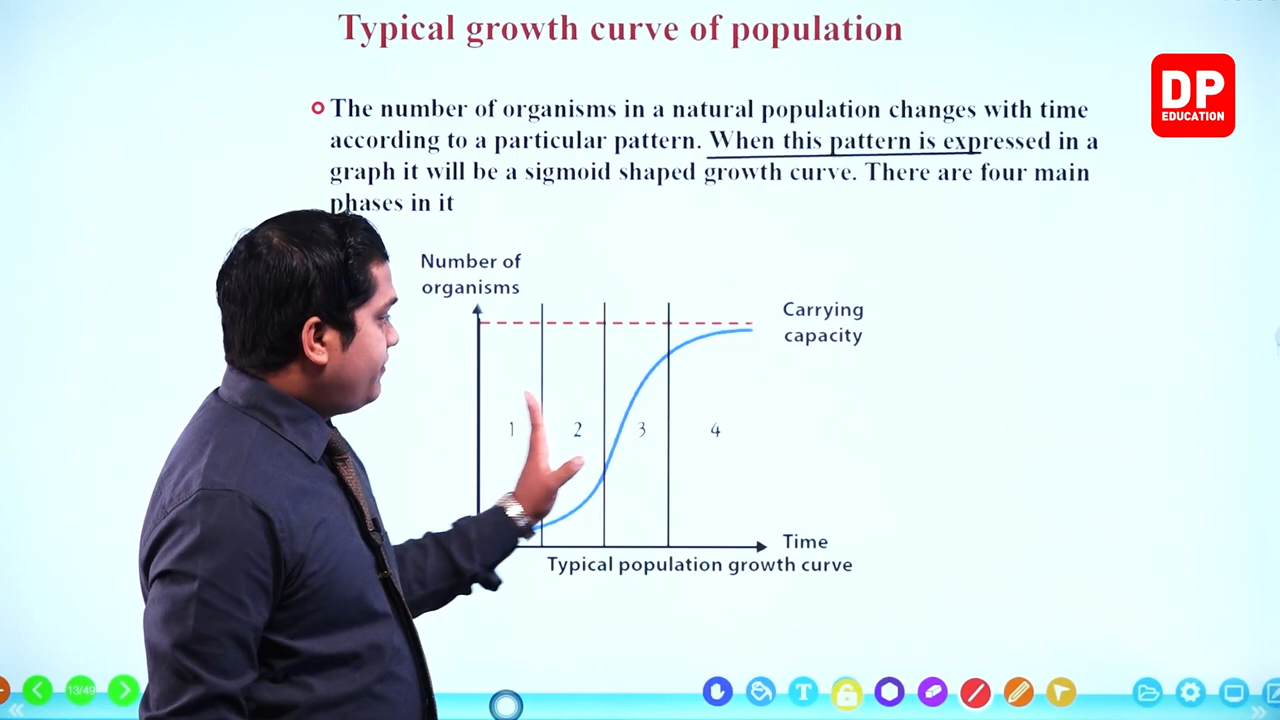 Typical growth curve of population
DP
EDUCATION
The number of organisms in a natural population changes with time
according to a particular pattern. When this pattern is expressed in a
graph it will be a sigmoid shaped growth curve. There are four main
phases in it
Number of
organisms
Carrying
capacity
1 2 3 4
Time
Typical population growth curve
13/49
T